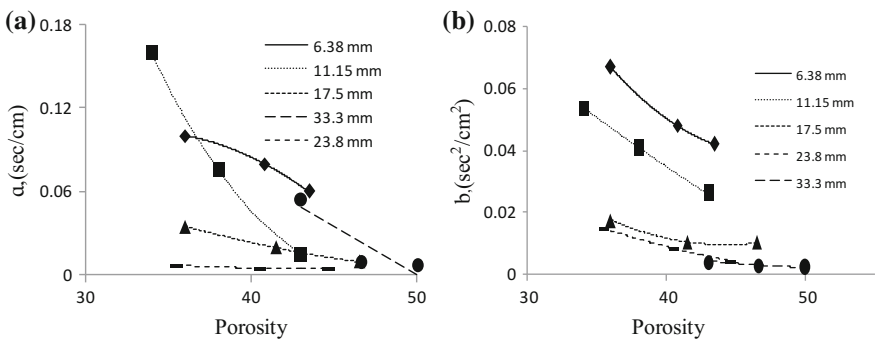 (a)
0.18
0.12
0.06
0
a,(sec/cm)
6.38 mm
11.15 mm
17.5 mm
33.3 mm
23.8 mm
30
40
50
Porosity
(b)
0.08
0.06
0.04
0.02
0
b,(sec²/cm²)
6.38 mm
11.15 mm
17.5 mm
23.8 mm
33.3 mm
30
40
50
Porosity